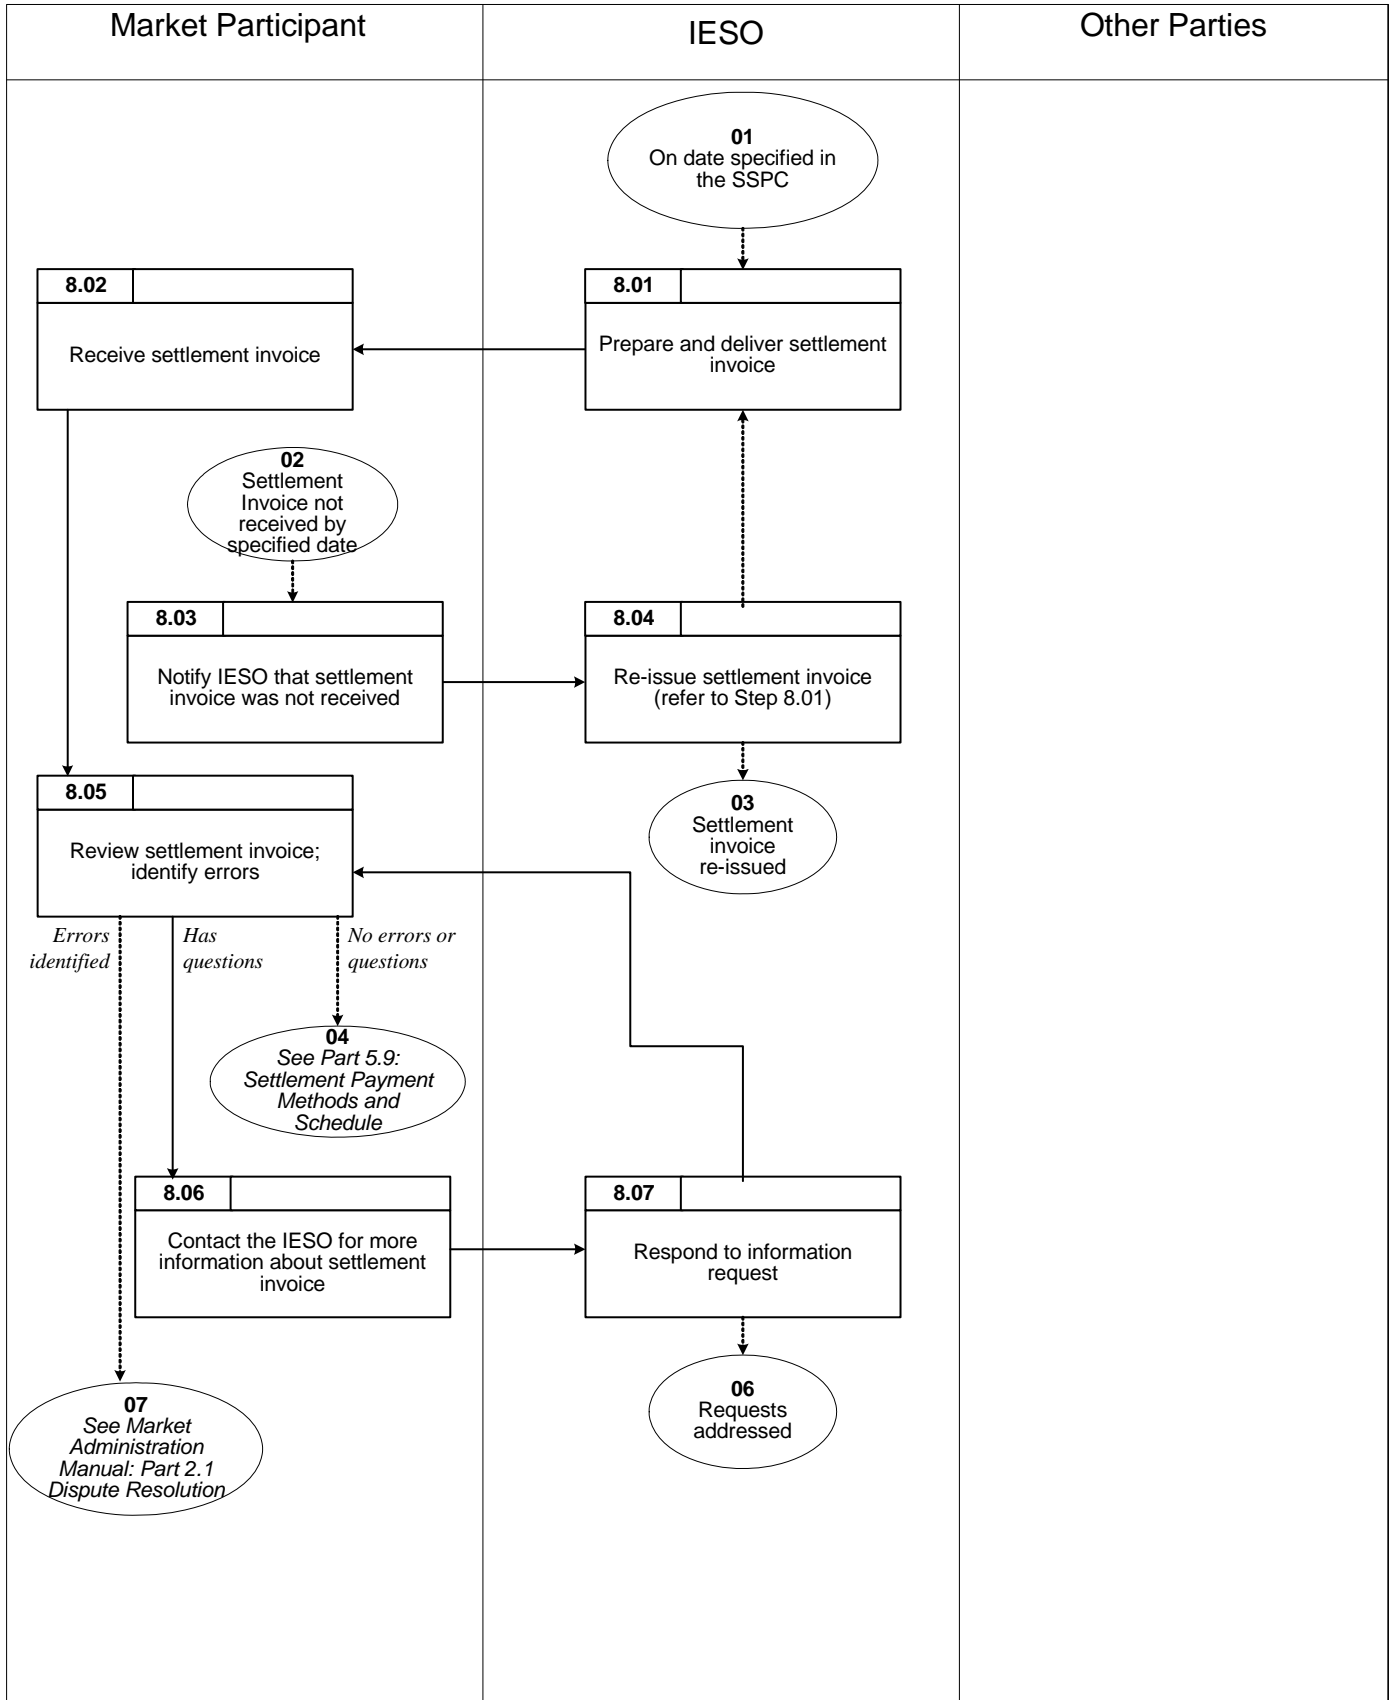 Market Participant
IESO
Other Parties
01
On date specified in
the SSPC
8.02
Receive settlement invoice
8.01
Prepare and deliver settlement
invoice
02
Settlement
Invoice not
received by
specified date
8.03
Notify IESO that settlement
invoice was not received
8.04
Re-issue settlement invoice
(refer to Step 8.01)
03
Settlement
invoice
re-issued
8.05
Review settlement invoice;
identify errors
Errors
identified
Has
questions
No errors or
questions
04
See Part 5.9:
Settlement Payment
Methods and
Schedule
8.06
Contact the IESO for more
information about settlement
invoice
8.07
Respond to information
request
06
Requests
addressed
07
See Market
Administration
Manual: Part 2.1
Dispute Resolution